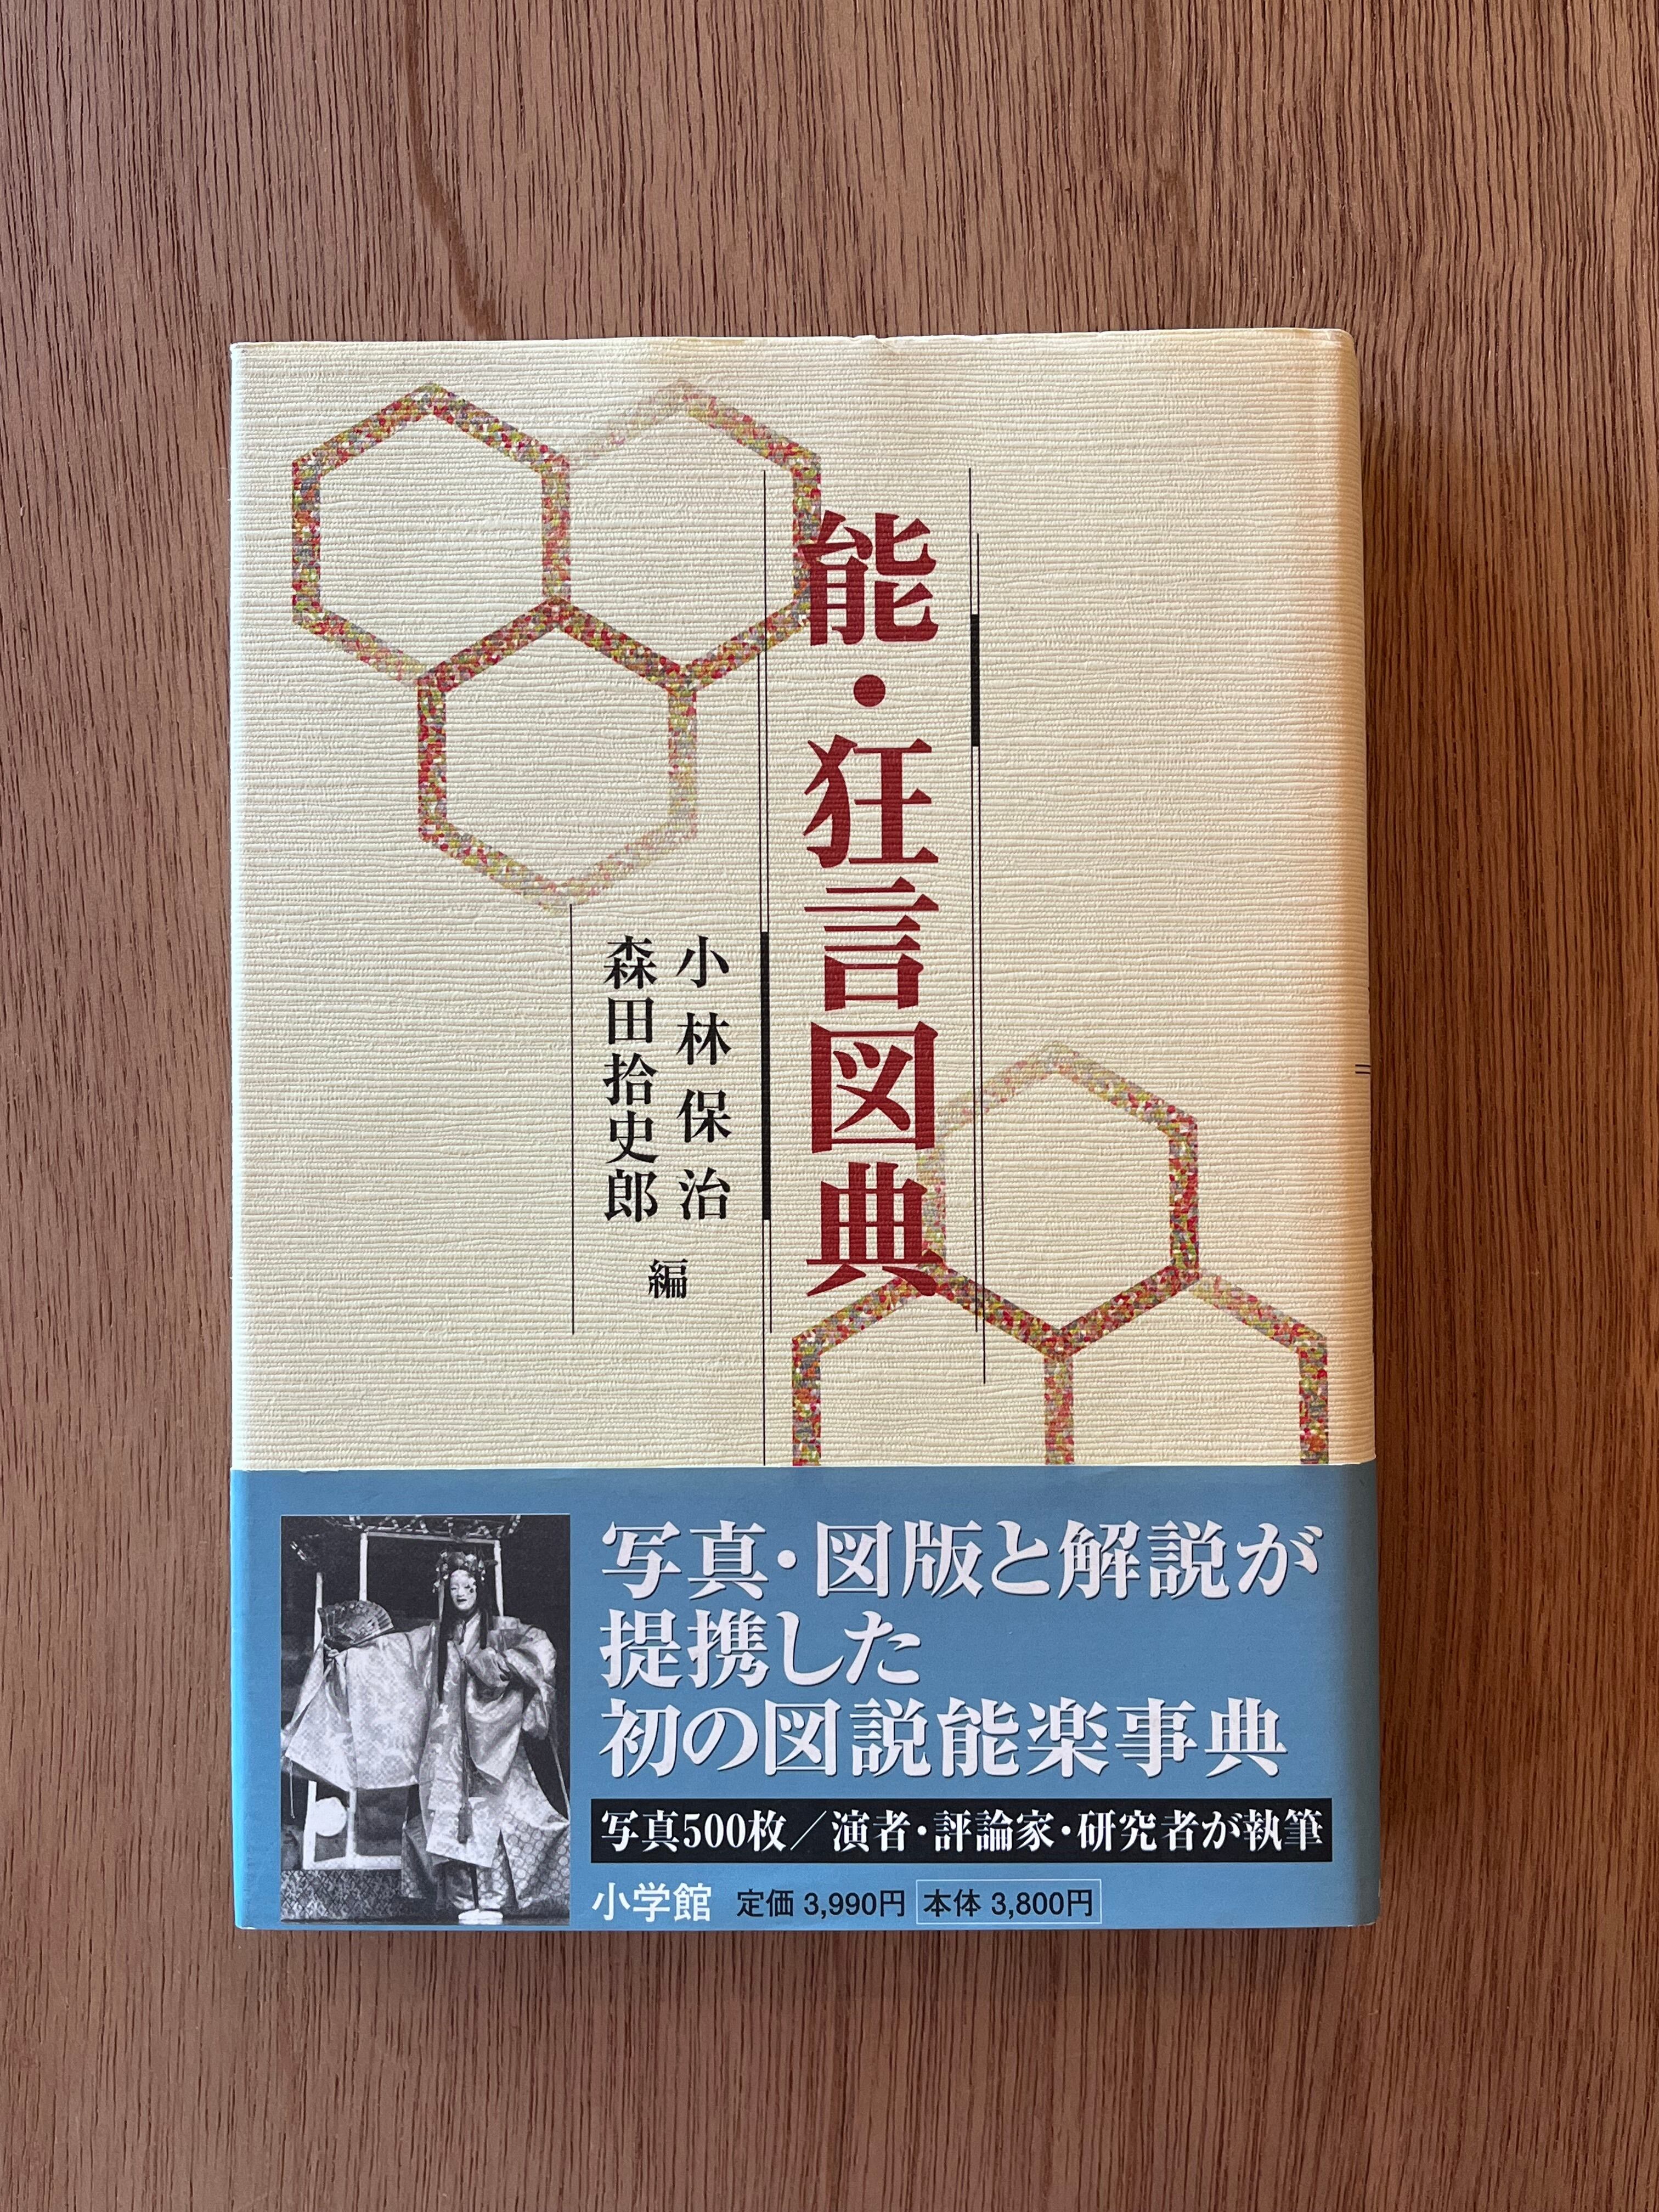 能・狂言図典
小林保治
森田拾史郎
編
写真・図版と解説が
提携した
初の図説能楽事典
写真500枚／演者・評論家・研究者が執筆
小学館 定価 3,990円 本体 3,800円